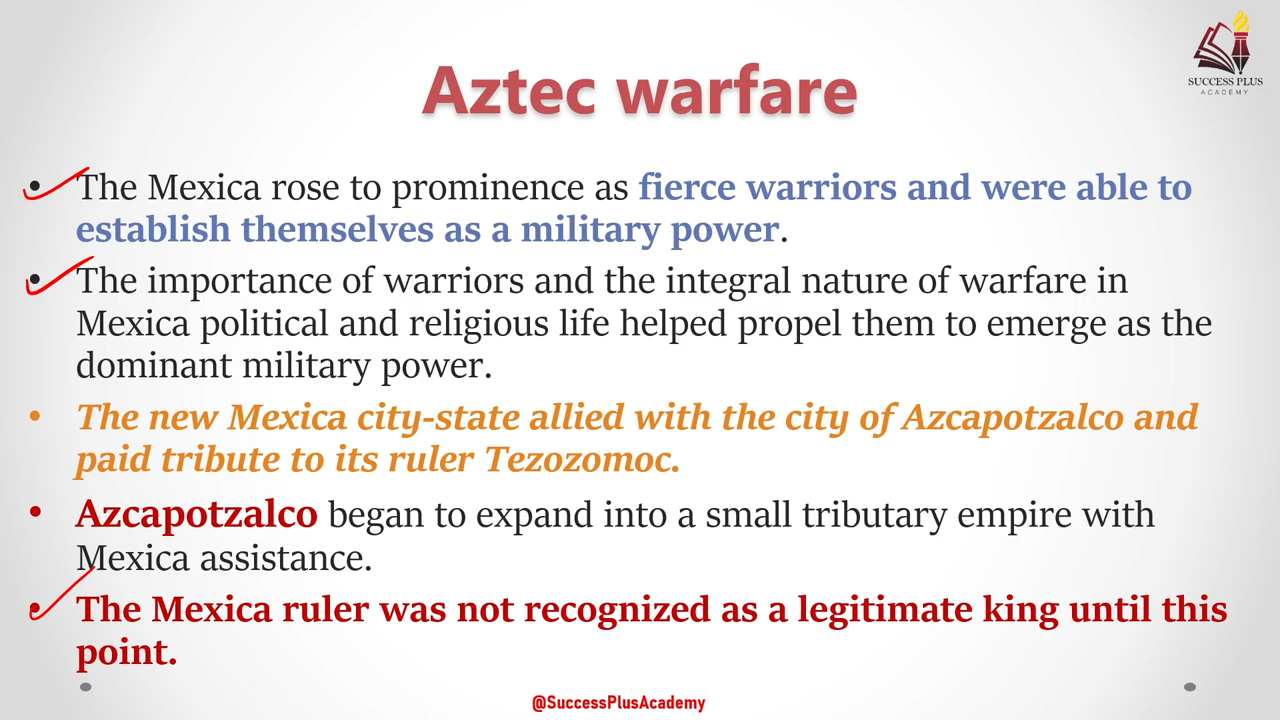 SUCCESS PLUS
ACADEMY
Aztec warfare
• The Mexica rose to prominence as fierce warriors and were able to
establish themselves as a military power.
• The importance of warriors and the integral nature of warfare in
Mexica political and religious life helped propel them to emerge as the
dominant military power.
• The new Mexica city-state allied with the city of Azcapotzalco and
paid tribute to its ruler Tezozomoc.
• Azcapotzalco began to expand into a small tributary empire with
Mexica assistance.
• The Mexica ruler was not recognized as a legitimate king until this
point.
@SuccessPlusAcademy